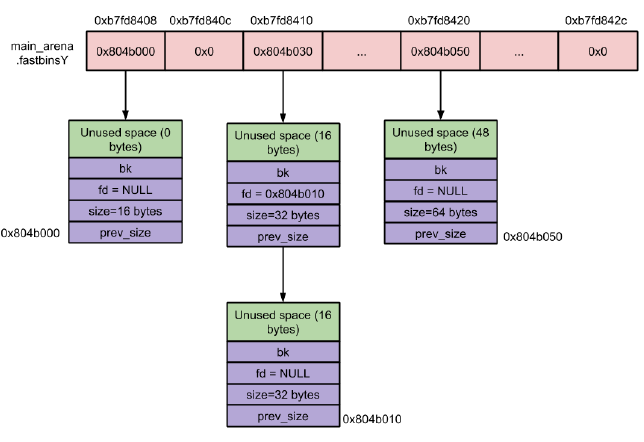 0xb7fd8408 0xb7fd840c 0xb7fd8410 0xb7fd8420 0xb7fd842c
main_arena
.fastbinsY
0x804b000 0x0 0x804b030 ... 0x804b050 ... 0x0
Unused space (0
bytes)
bk
fd = NULL
size=16 bytes
prev_size
0x804b000
Unused space (16
bytes)
bk
fd = 0x804b010
size=32 bytes
prev_size
Unused space (48
bytes)
bk
fd = NULL
size=64 bytes
prev_size
0x804b050
Unused space (16
bytes)
bk
fd = NULL
size=32 bytes
prev_size
0x804b010